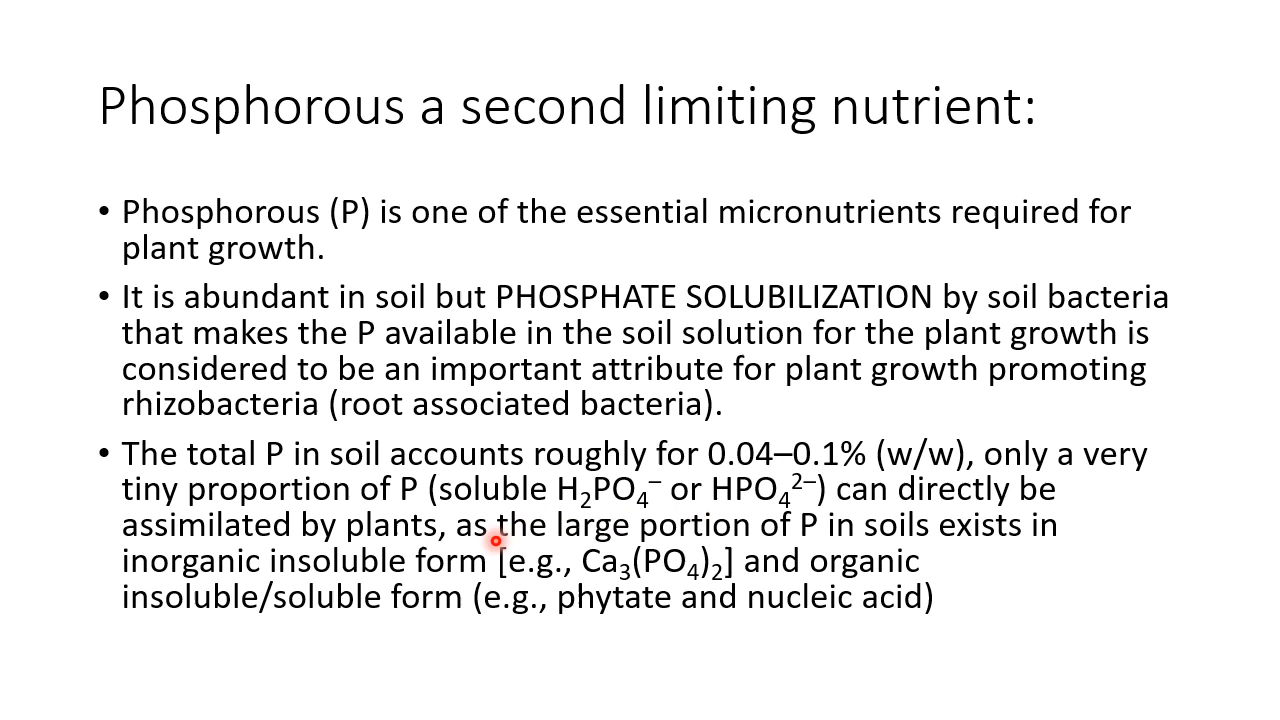 Phosphorous a second limiting nutrient:
• Phosphorous (P) is one of the essential micronutrients required for
plant growth.
• It is abundant in soil but PHOSPHATE SOLUBILIZATION by soil bacteria
that makes the P available in the soil solution for the plant growth is
considered to be an important attribute for plant growth promoting
rhizobacteria (root associated bacteria).
• The total P in soil accounts roughly for 0.04–0.1% (w/w), only a very
tiny proportion of P (soluble H₂PO₄⁻ or HPO₄²⁻) can directly be
assimilated by plants, as the large portion of P in soils exists in
inorganic insoluble form [e.g., Ca₃(PO₄)₂] and organic
insoluble/soluble form (e.g., phytate and nucleic acid)